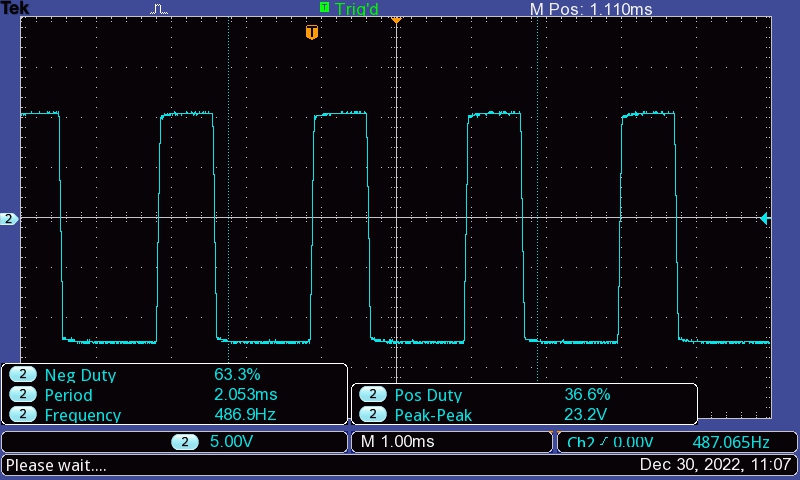 Tek Trig'd M Pos: 1.110ms
T
2
2 Neg Duty 63.3%
2 Period 2.053ms
2 Frequency 486.9Hz
2 Pos Duty 36.6%
2 Peak-Peak 23.2V
2 5.00V M 1.00ms Ch2 / 0.00V 487.065Hz
Please wait.... Dec 30, 2022, 11:07